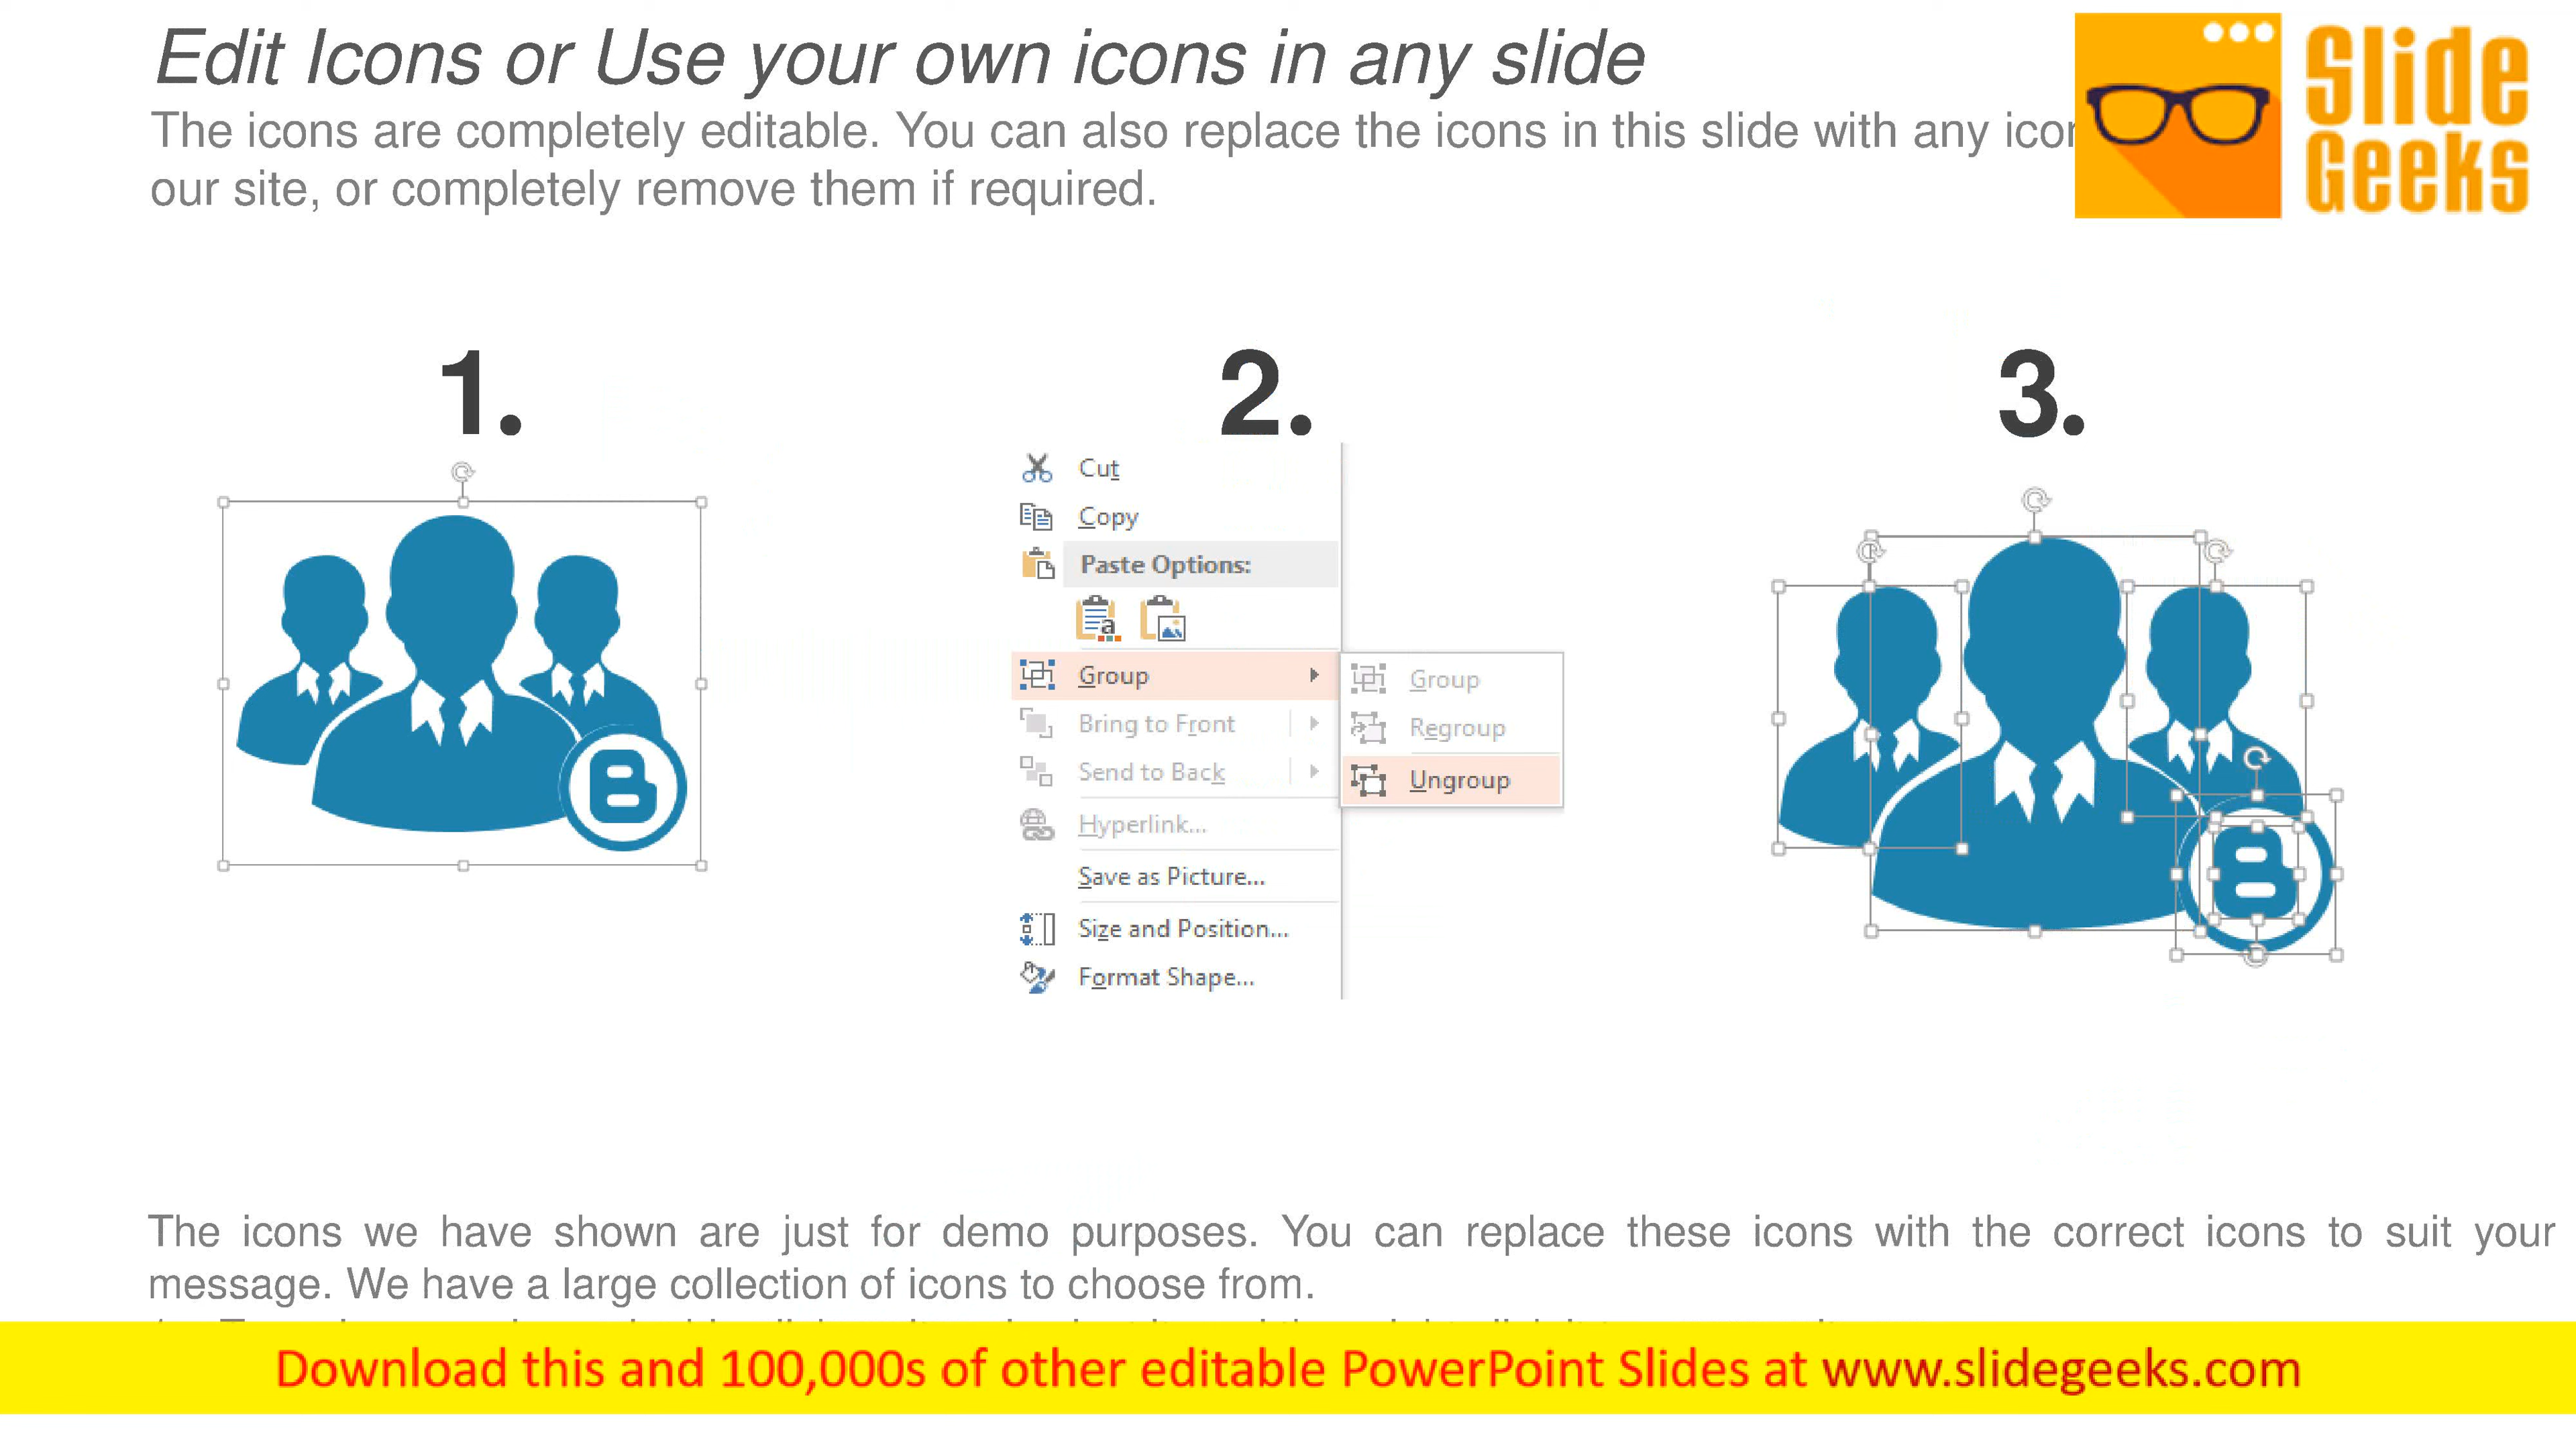 Edit Icons or Use your own icons in any slide
The icons are completely editable. You can also replace the icons in this slide with any
our site, or completely remove them if required.
Slide
Geeks
1.
2.
3.
Cut
Copy
Paste Options:
a
Group
Bring to Front
Send to Back
Hyperlink...
Save as Picture...
Size and Position...
Format Shape...
Group
Regroup
Ungroup
B
B
The icons we have shown are just for demo purposes. You can replace these icons with the correct icons to suit your
message. We have a large collection of icons to choose from.
Download this and 100,000s of other editable PowerPoint Slides at www.slidegeeks.com